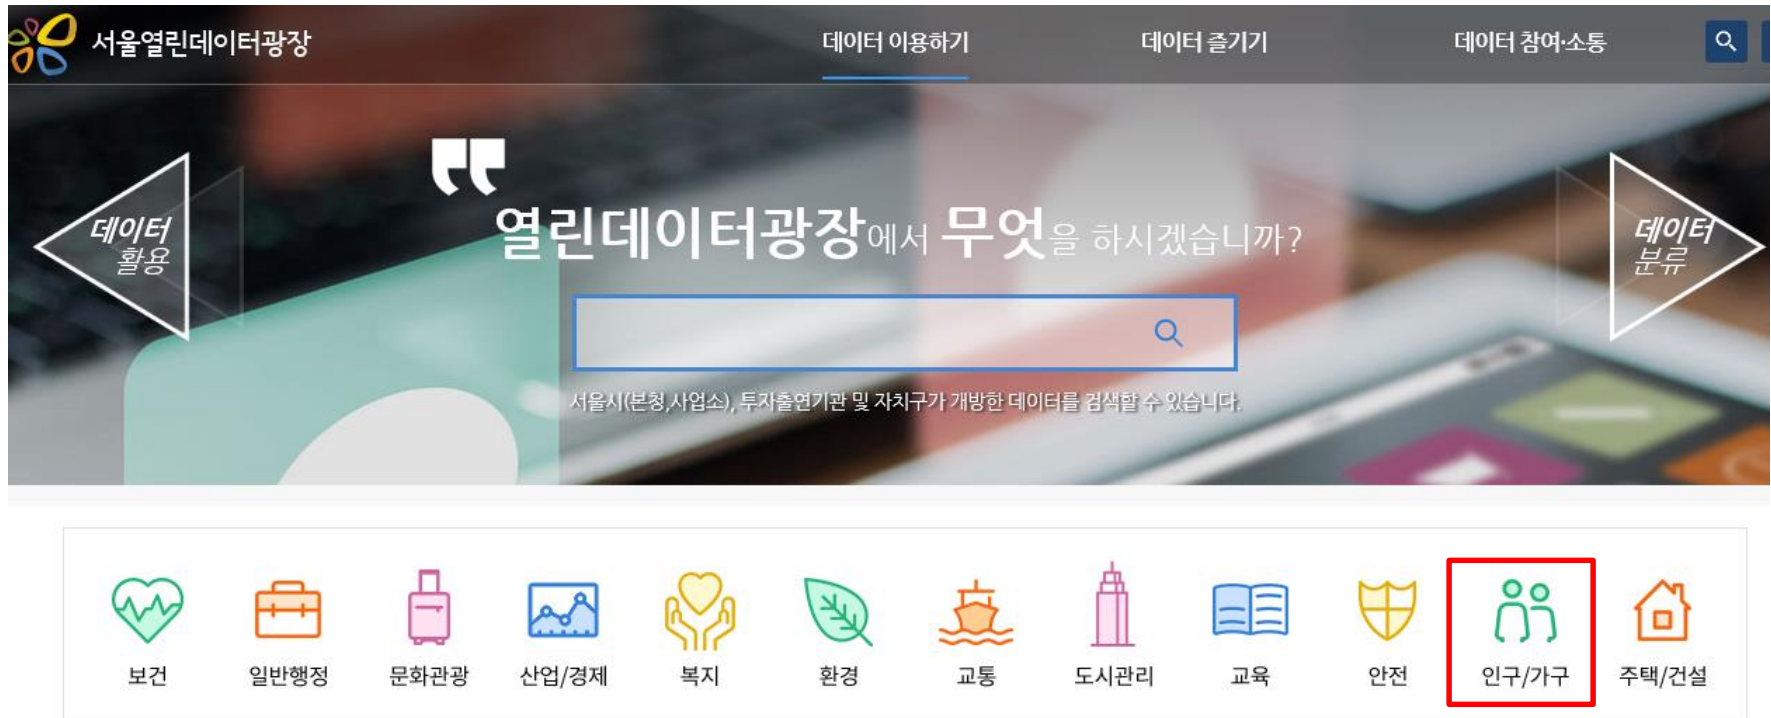 서울열린데이터광장
데이터 이용하기
데이터 즐기기
데이터 참여·소통
데이터
활용
열린데이터광장에서 무엇을 하시겠습니까?
데이터
분류
서울시(본청,사업소), 투자출연기관 및 자치구가 개방한 데이터를 검색할 수 있습니다.
보건
일반행정
문화관광
산업/경제
복지
환경
교통
도시관리
교육
안전
인구/가구
주택/건설